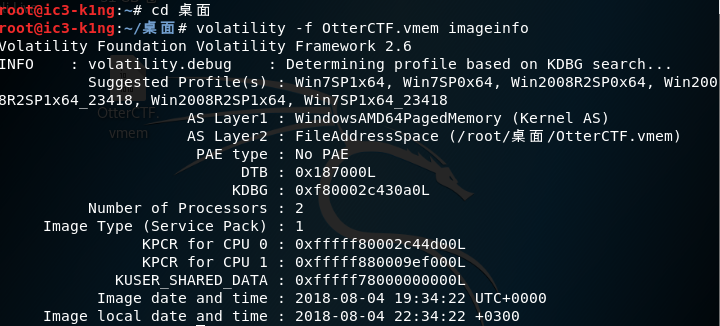 root@ic3-k1ng:~# cd 桌面
root@ic3-k1ng:~/桌面# volatility -f OtterCTF.vmem imageinfo
Volatility Foundation Volatility Framework 2.6
INFO    : volatility.debug    : Determining profile based on KDBG search...
Suggested Profile(s) : Win7SP1x64, Win7SP0x64, Win2008R2SP0x64, Win200
8R2SP1x64_23418, Win2008R2SP1x64, Win7SP1x64_23418
AS Layer1 : WindowsAMD64PagedMemory (Kernel AS)
AS Layer2 : FileAddressSpace (/root/桌面/OtterCTF.vmem)
PAE type : No PAE
DTB : 0x187000L
KDBG : 0xf80002c430a0L
Number of Processors : 2
Image Type (Service Pack) : 1
KPCR for CPU 0 : 0xfffff80002c44d00L
KPCR for CPU 1 : 0xfffff880009ef000L
KUSER_SHARED_DATA : 0xfffff78000000000L
Image date and time : 2018-08-04 19:34:22 UTC+0000
Image local date and time : 2018-08-04 22:34:22 +0300
OtterCTF.
vmem